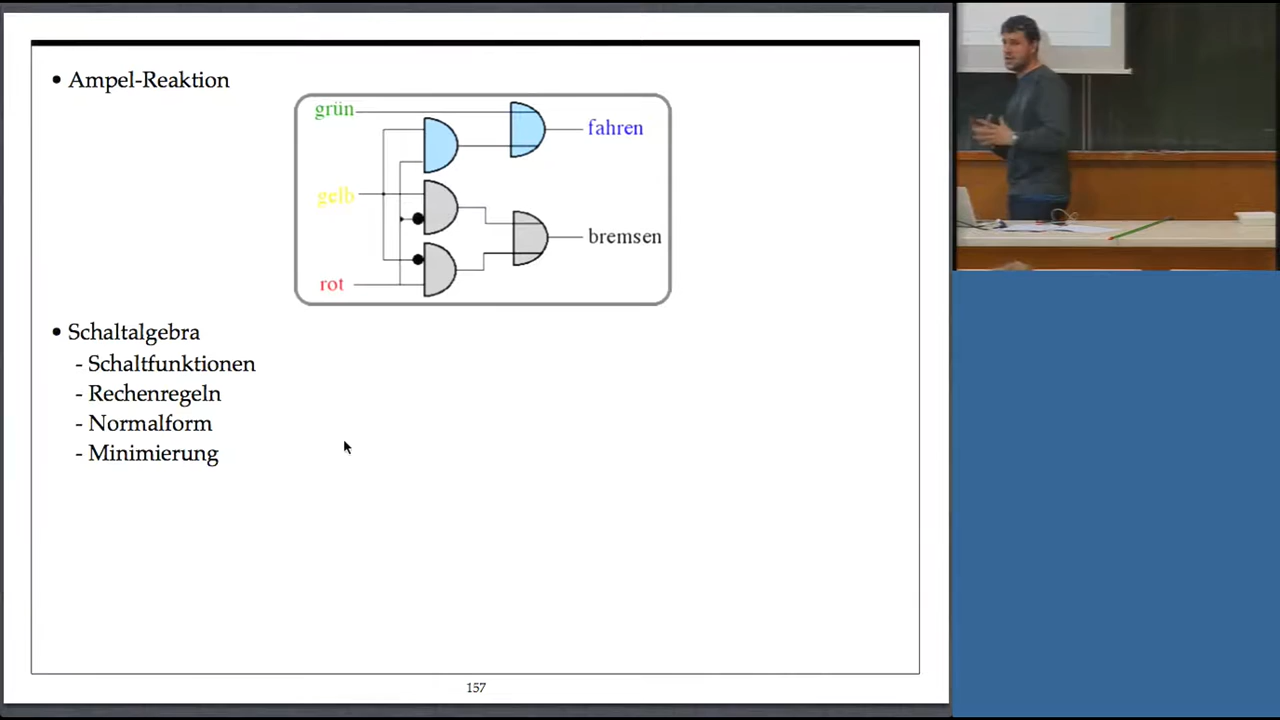 • Ampel-Reaktion
grün
fahren
gelb
bremsen
rot
• Schaltalgebra
- Schaltfunktionen
- Rechenregeln
- Normalform
- Minimierung
157